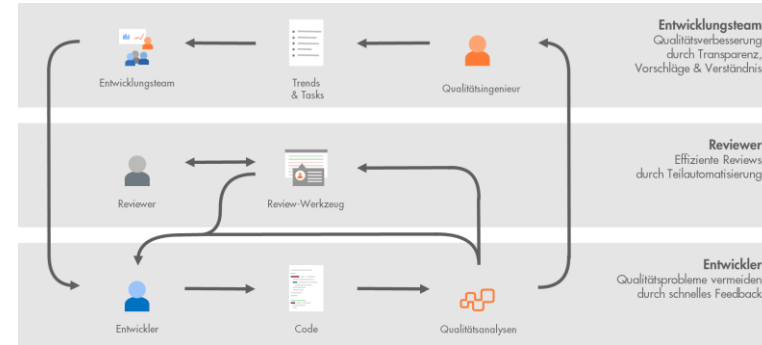 Entwicklungsteam
Qualitätsverbesserung
durch Transparenz,
Vorschläge & Verständnis
Entwicklungsteam
Trends
& Tasks
Qualitätsingenieur
Reviewer
Effiziente Reviews
durch Teilautomatisierung
Reviewer
Review-Werkzeug
Entwickler
Qualitätsprobleme vermeiden
durch schnelles Feedback
Entwickler
Code
Qualitätsanalysen